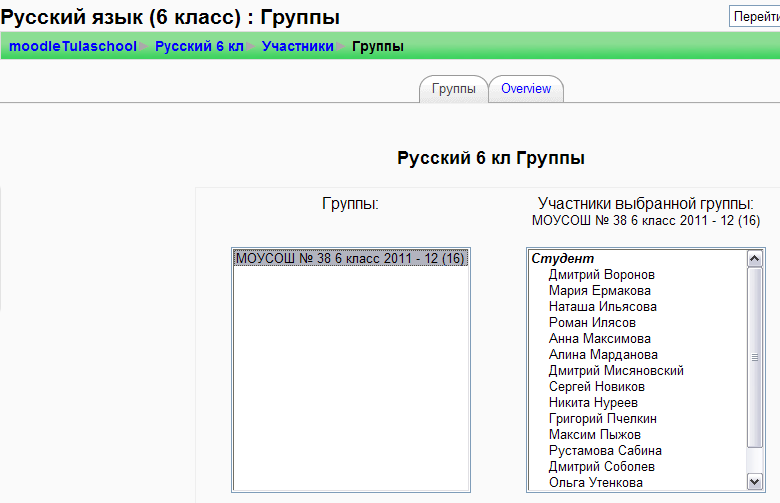 Русский язык (6 класс) : Группы
Перейти
moodleTulaschool Русский 6 кл Участники Группы
Группы Overview
Русский 6 кл Группы
Группы:
МОУСОШ № 38 6 класс 2011 - 12 (16)
Участники выбранной группы:
МОУСОШ № 38 6 класс 2011 - 12 (16)
Студент
Дмитрий Воронов
Мария Ермакова
Наташа Ильясова
Роман Илясов
Анна Максимова
Алина Марданова
Дмитрий Мисяновский
Сергей Новиков
Никита Нуреев
Григорий Пчелкин
Максим Пыжов
Рустамова Сабина
Дмитрий Соболев
Ольга Утенкова